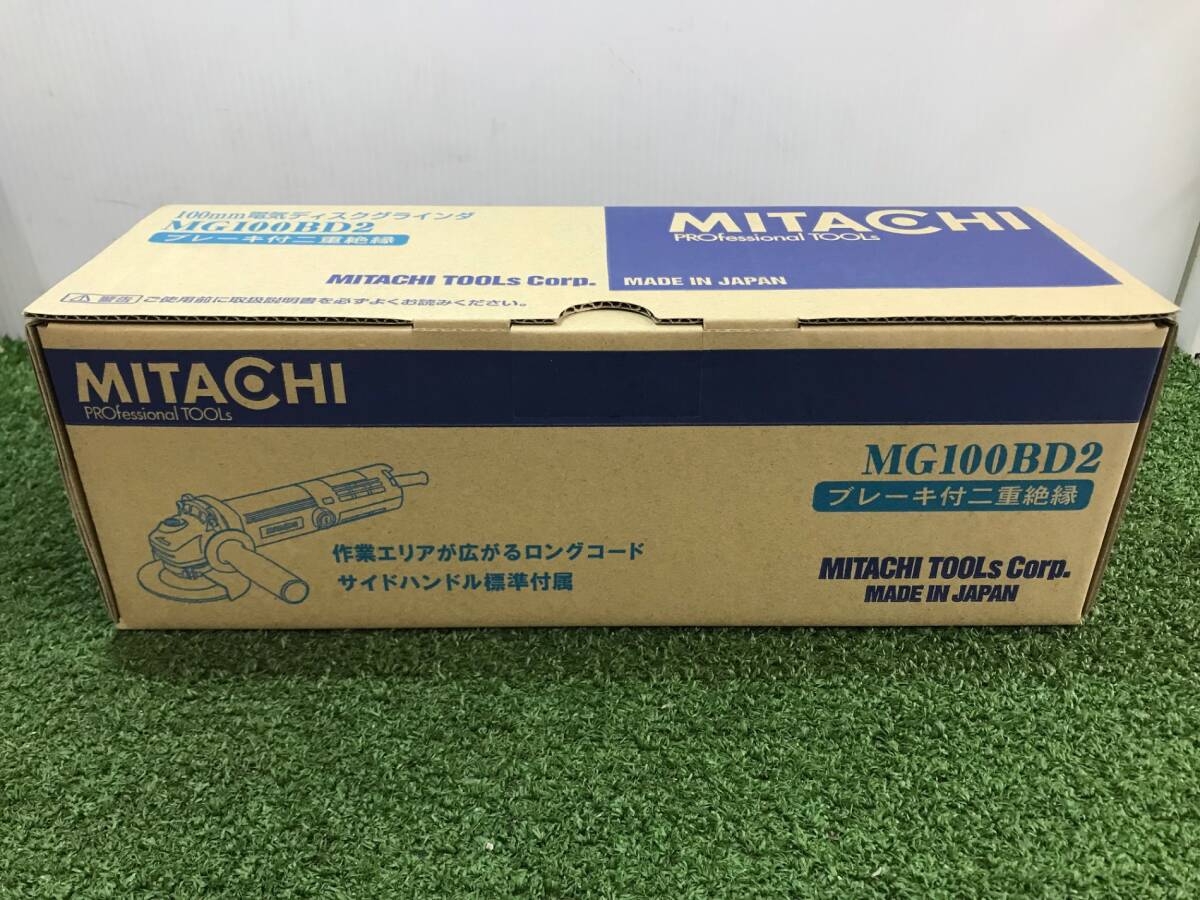 100mm電気ディスクグラインダ
MG100BD2
ブレーキ付二重絶縁
MITACHI TOOLs Corp.
⚠警告 ご使用前に取扱説明書を必ずよくお読みください。
MITACHI
PROfessional TOOLs
MADE IN JAPAN
MITACHI
PROfessional TOOLs
作業エリアが広がるロングコード
サイドハンドル標準付属
MG100BD2
ブレーキ付二重絶縁
MITACHI TOOLs Corp.
MADE IN JAPAN